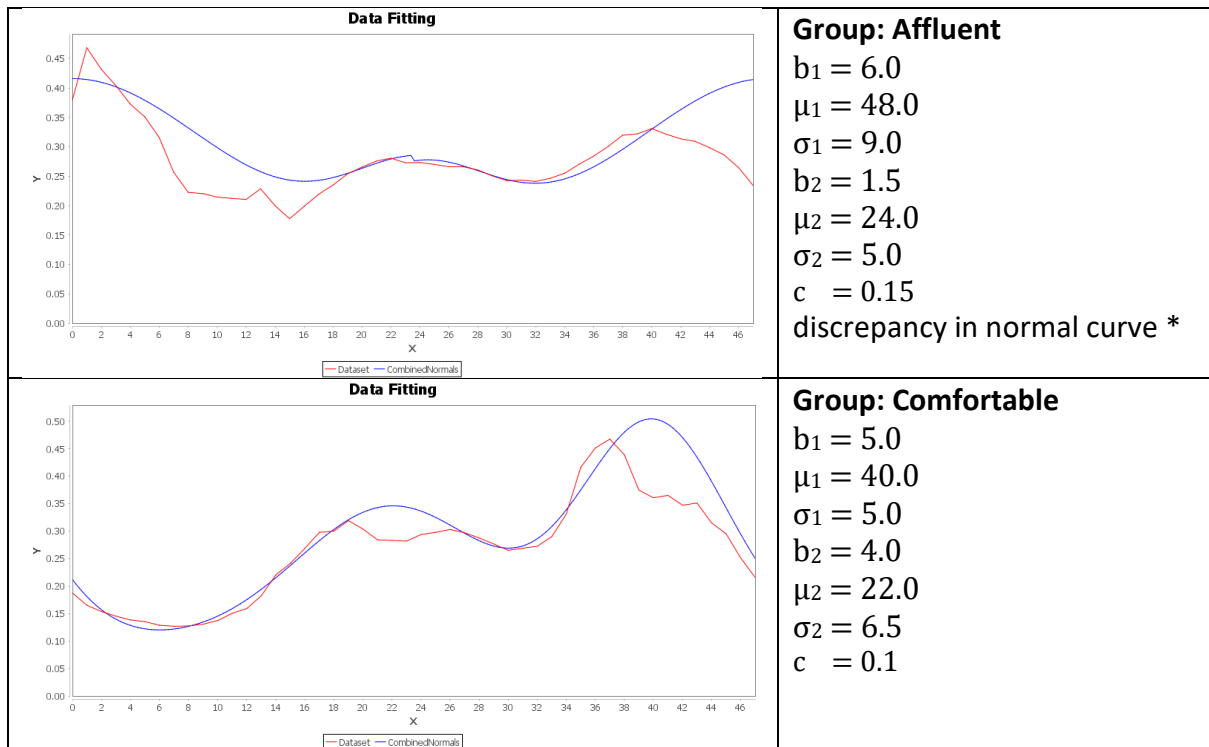 Data Fitting
0.45
0.40
0.35
0.30
0.25
0.20
0.15
0.10
0.05
0.00
Y
0 2 4 6 8 10 12 14 16 18 20 22 24 26 28 30 32 34 36 38 40 42 44 46
X
Dataset CombinedNormals
Group: Affluent
b1 = 6.0
μ1 = 48.0
σ1 = 9.0
b2 = 1.5
μ2 = 24.0
σ2 = 5.0
c = 0.15
discrepancy in normal curve *
Data Fitting
0.50
0.45
0.40
0.35
0.30
0.25
0.20
0.15
0.10
0.05
0.00
Y
0 2 4 6 8 10 12 14 16 18 20 22 24 26 28 30 32 34 36 38 40 42 44 46
X
Dataset CombinedNormals
Group: Comfortable
b1 = 5.0
μ1 = 40.0
σ1 = 5.0
b2 = 4.0
μ2 = 22.0
σ2 = 6.5
c = 0.1